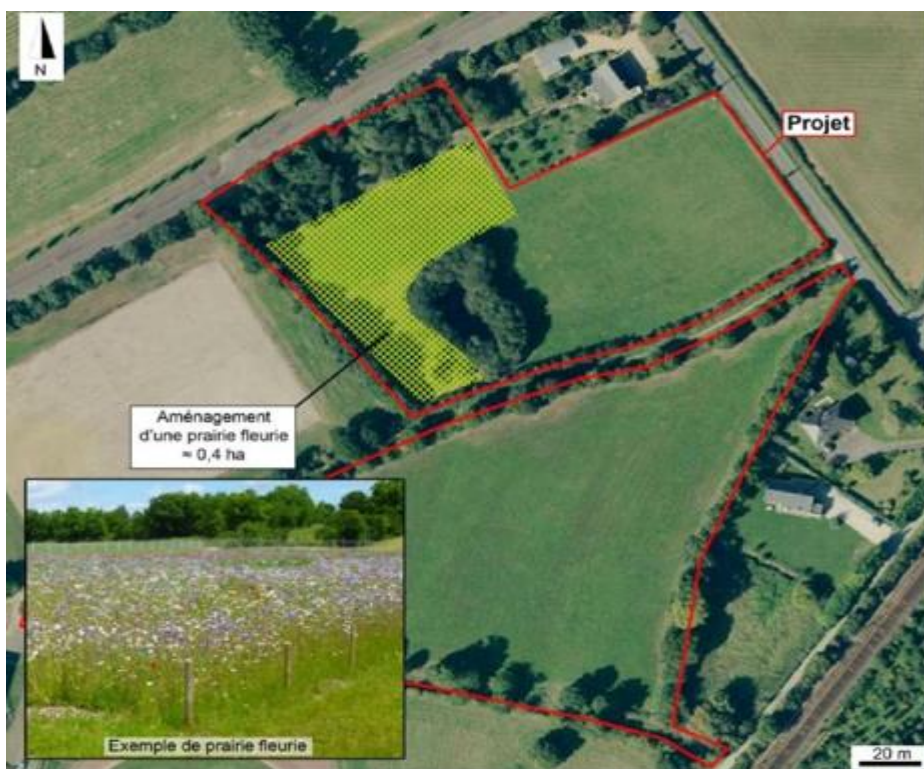 N
Projet
Aménagement
d'une prairie fleurie
≈ 0,4 ha
Exemple de prairie fleurie
20 m